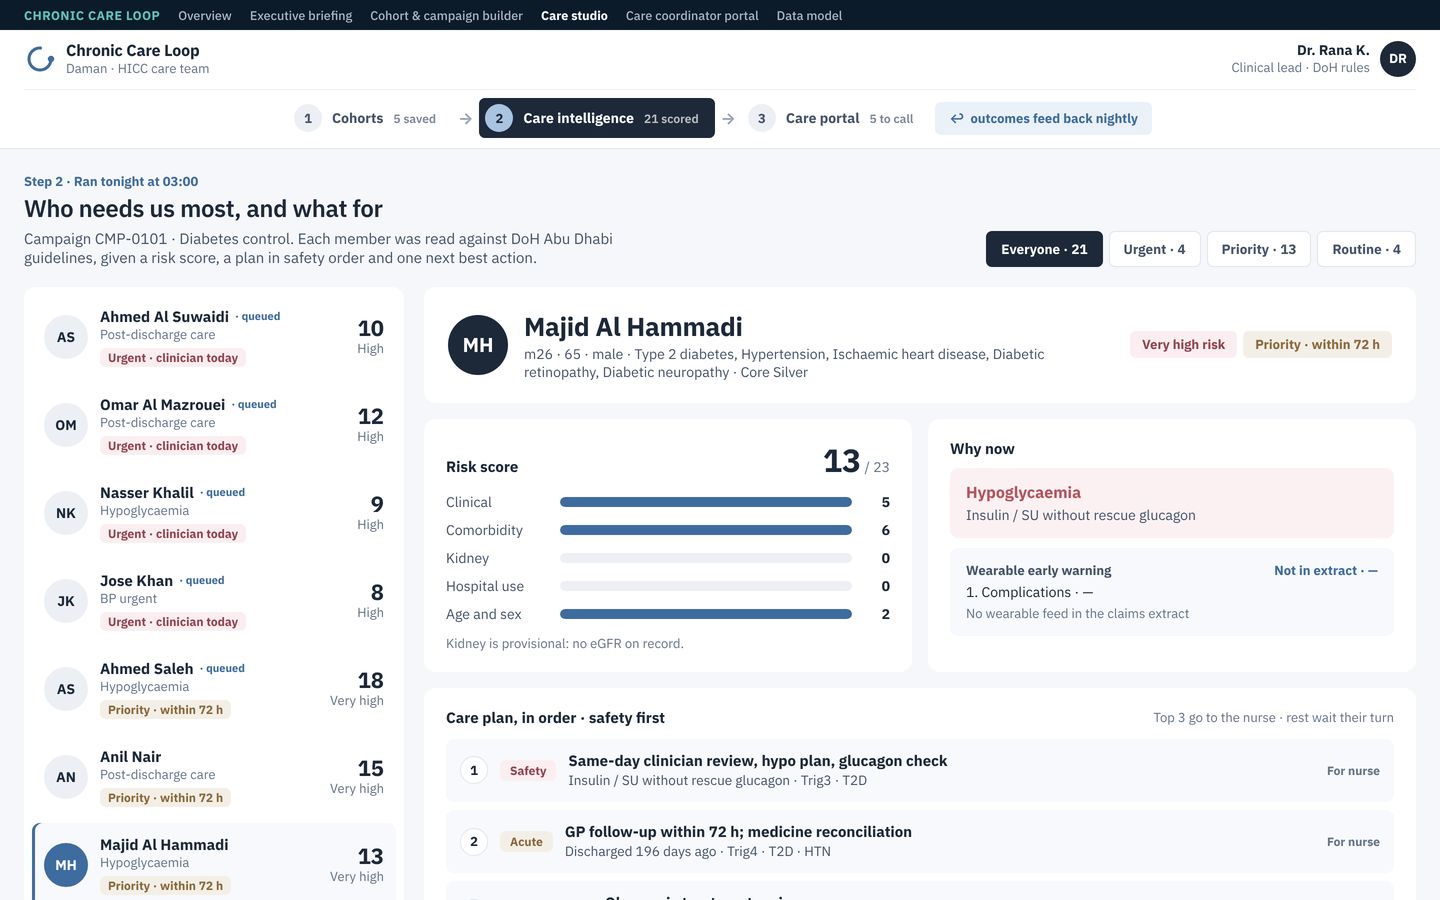 CHRONIC CARE LOOP Overview Executive briefing Cohort & campaign builder Care studio Care coordinator portal Data model
Chronic Care Loop
Daman · HICC care team
Dr. Rana K.
Clinical lead · DoH rules
DR
1 Cohorts 5 saved → 2 Care intelligence 21 scored → 3 Care portal 5 to call ↩ outcomes feed back nightly
Step 2 · Ran tonight at 03:00
Who needs us most, and what for
Campaign CMP-0101 · Diabetes control. Each member was read against DoH Abu Dhabi
guidelines, given a risk score, a plan in safety order and one next best action.
Everyone · 21 Urgent · 4 Priority · 13 Routine · 4
AS
Ahmed Al Suwaidi · queued
Post-discharge care
Urgent · clinician today
10
High
OM
Omar Al Mazrouei · queued
Post-discharge care
Urgent · clinician today
12
High
NK
Nasser Khalil · queued
Hypoglycaemia
Urgent · clinician today
9
High
JK
Jose Khan · queued
BP urgent
Urgent · clinician today
8
High
AS
Ahmed Saleh · queued
Hypoglycaemia
Priority · within 72 h
18
Very high
AN
Anil Nair
Post-discharge care
Priority · within 72 h
15
Very high
MH
Majid Al Hammadi
Hypoglycaemia
Priority · within 72 h
13
Very high
MH
Majid Al Hammadi
m26 · 65 · male · Type 2 diabetes, Hypertension, Ischaemic heart disease, Diabetic
retinopathy, Diabetic neuropathy · Core Silver
Very high risk Priority · within 72 h
Risk score 13 / 23
Clinical 5
Comorbidity 6
Kidney 0
Hospital use 0
Age and sex 2
Kidney is provisional: no eGFR on record.
Why now
Hypoglycaemia
Insulin / SU without rescue glucagon
Wearable early warning Not in extract · —
1. Complications · —
No wearable feed in the claims extract
Care plan, in order · safety first Top 3 go to the nurse · rest wait their turn
1 Safety
Same-day clinician review, hypo plan, glucagon check
Insulin / SU without rescue glucagon · Trig3 · T2D
For nurse
2 Acute
GP follow-up within 72 h; medicine reconciliation
Discharged 196 days ago · Trig4 · T2D · HTN
For nurse